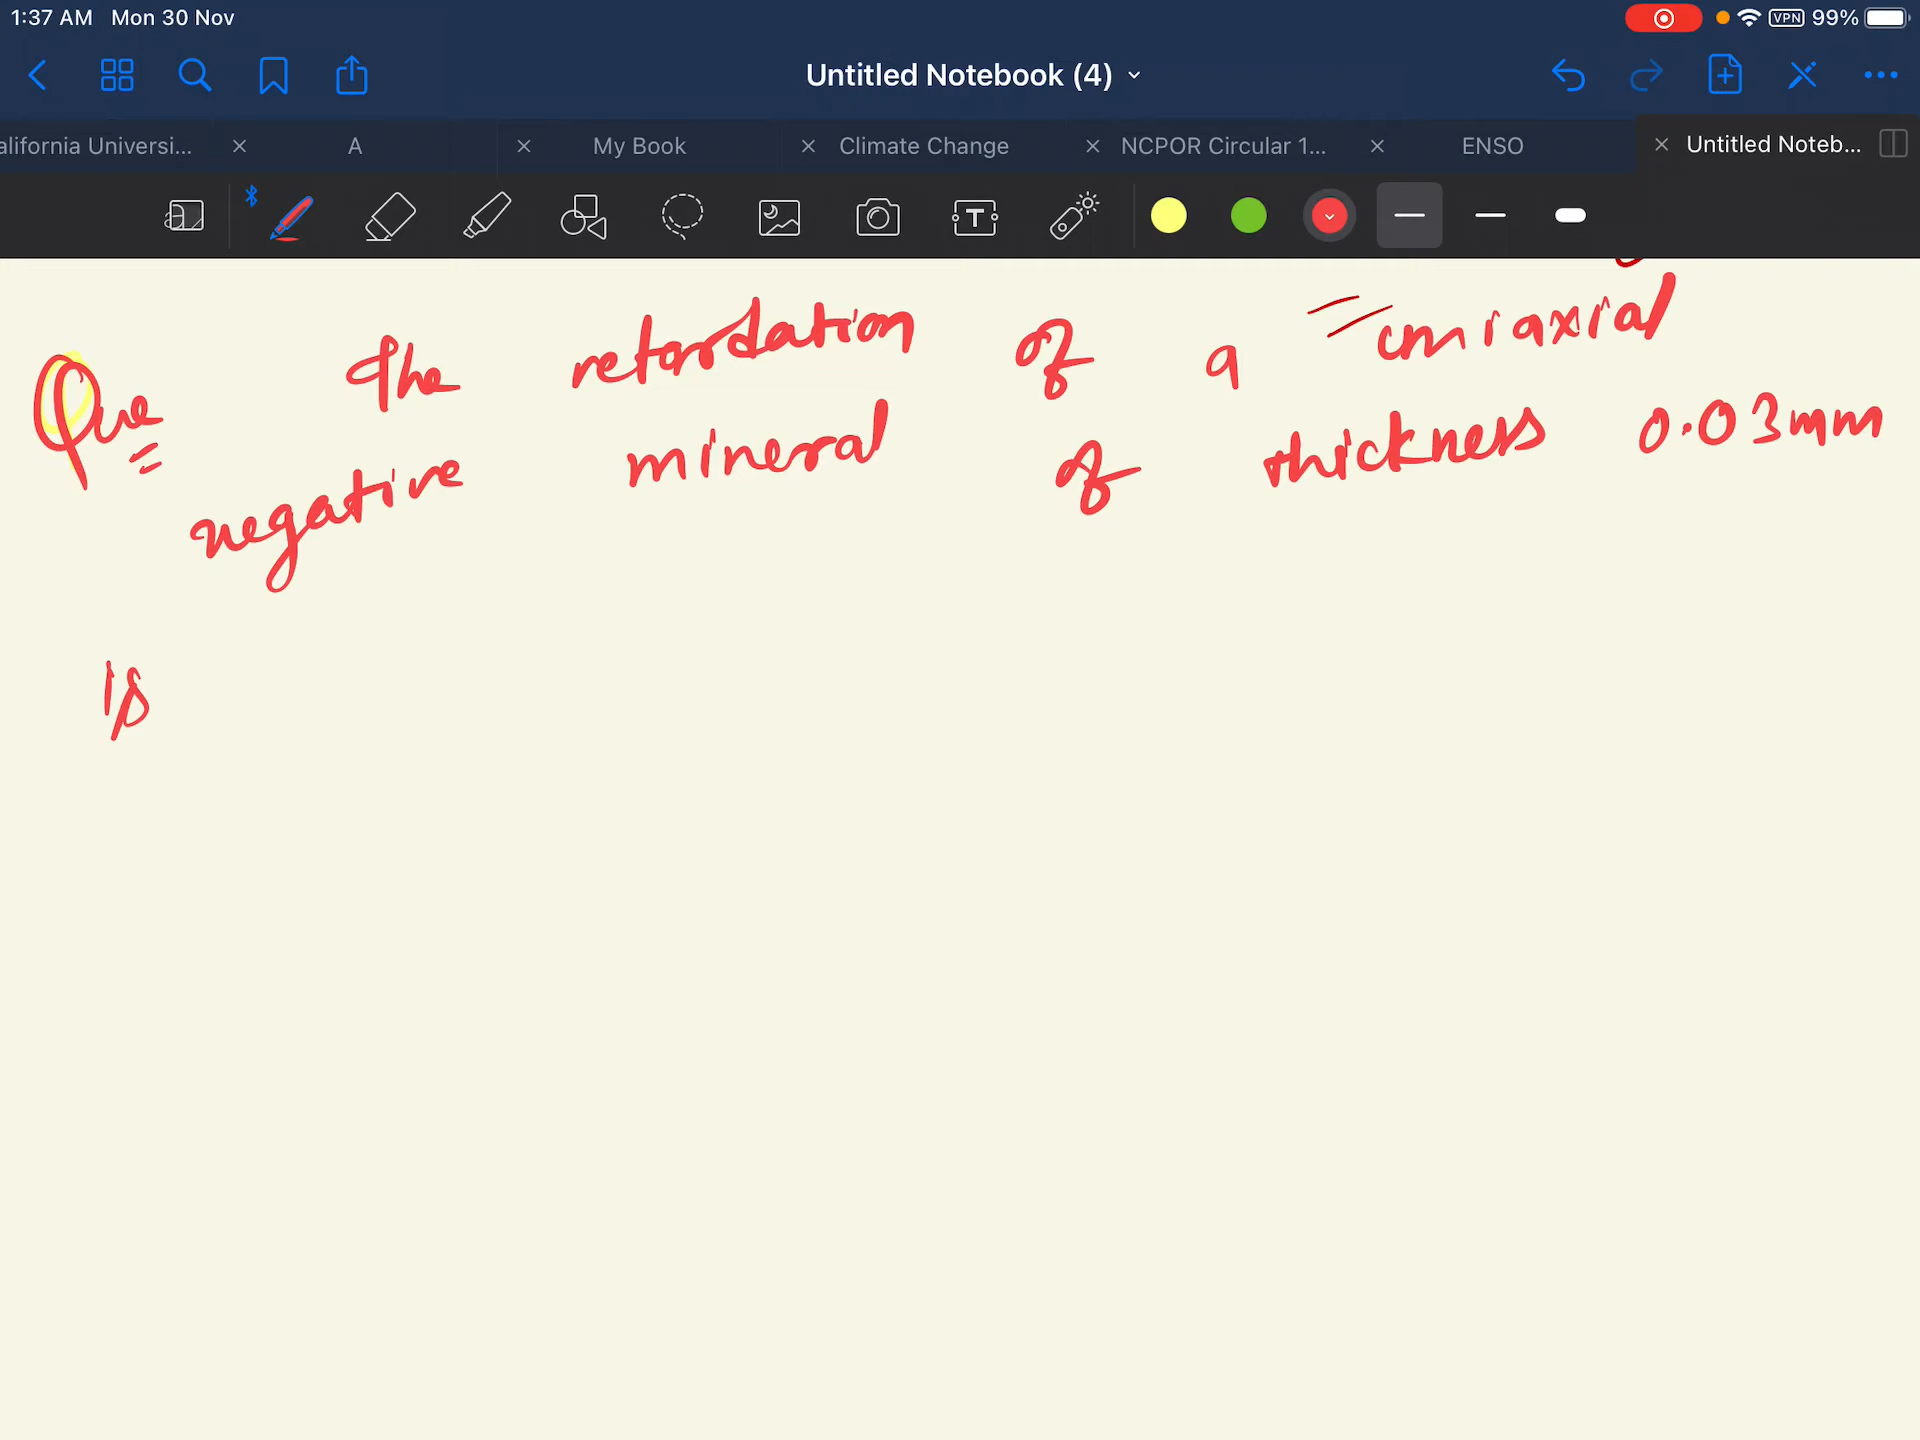 1:37 AM Mon 30 Nov
VPN 99%
Untitled Notebook (4)
alifornia Universi...
A
My Book
Climate Change
NCPOR Circular 1...
ENSO
Untitled Noteb...
a
T
Que The retardation of a uniaxial
negative mineral of thickness 0.03mm
is